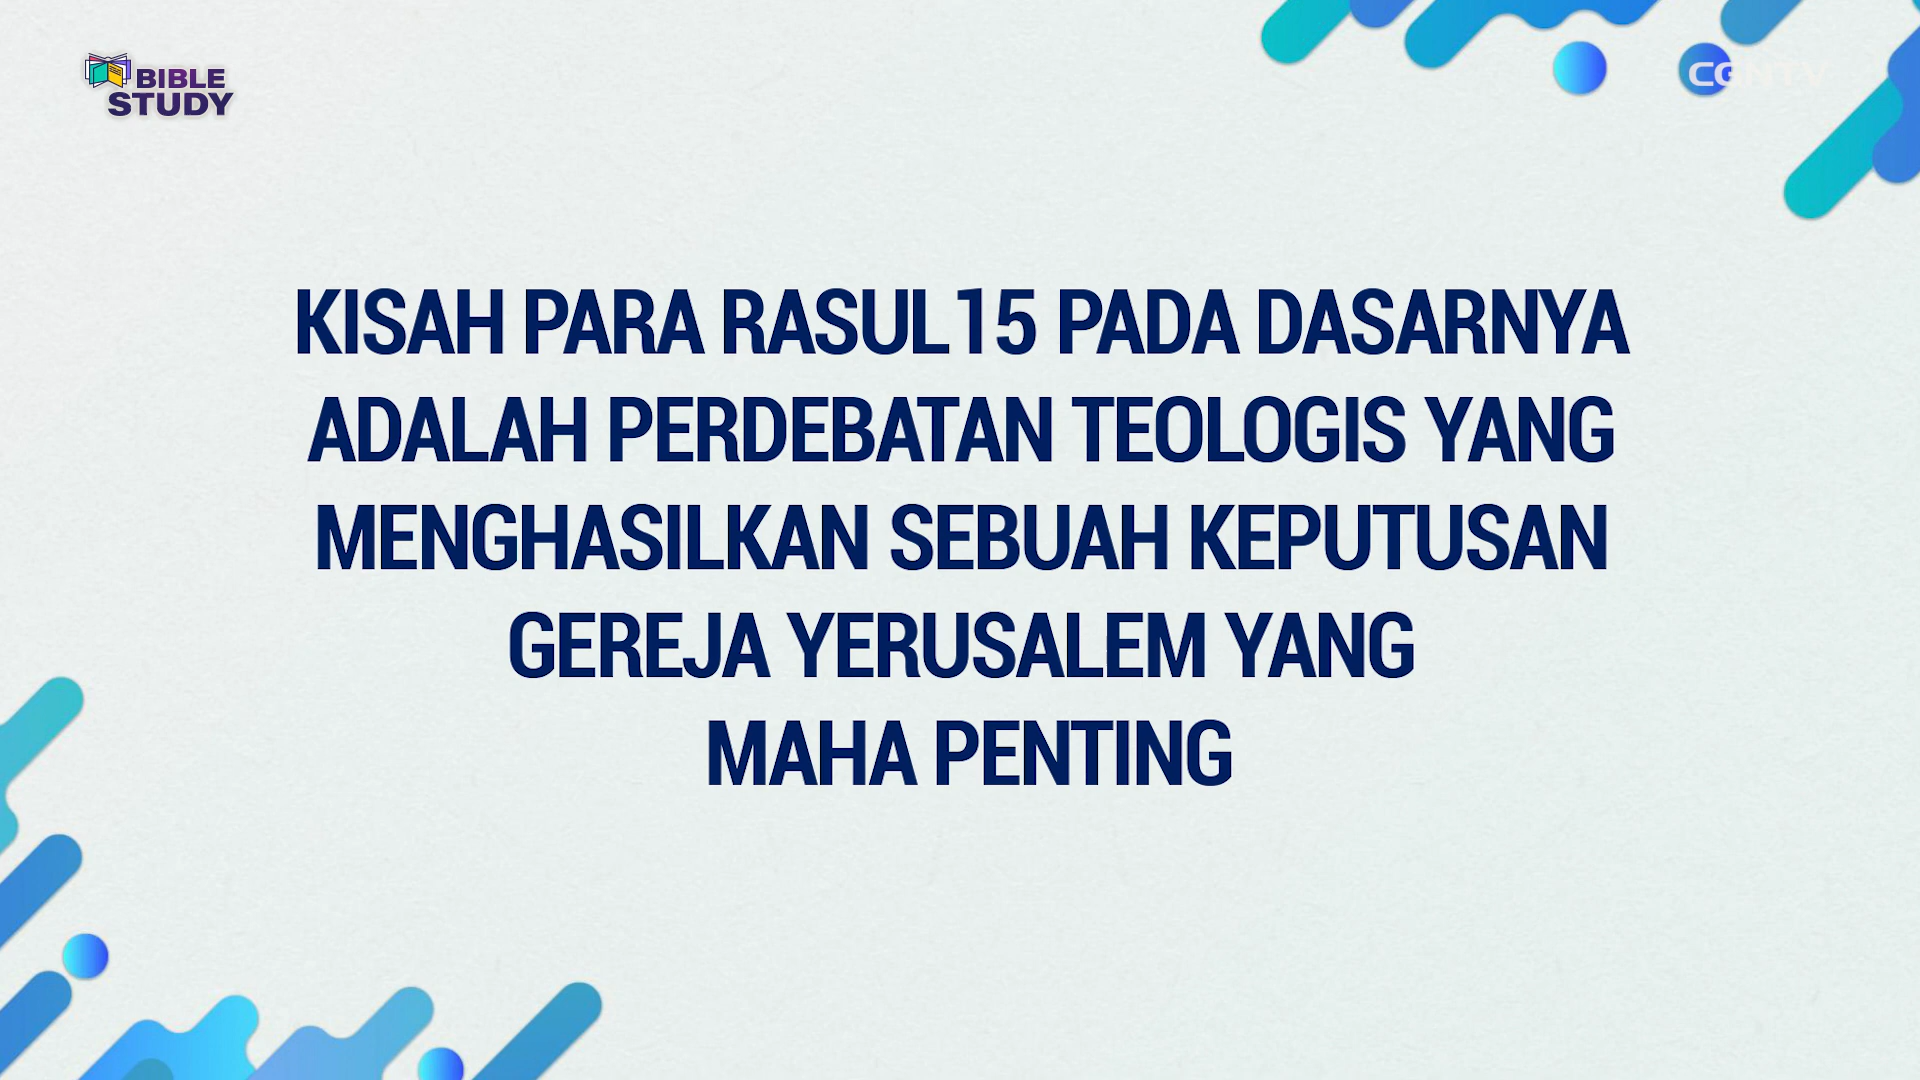 BIBLE
STUDY
CGNTV
KISAH PARA RASUL15 PADA DASARNYA
ADALAH PERDEBATAN TEOLOGIS YANG
MENGHASILKAN SEBUAH KEPUTUSAN
GEREJA YERUSALEM YANG
MAHA PENTING